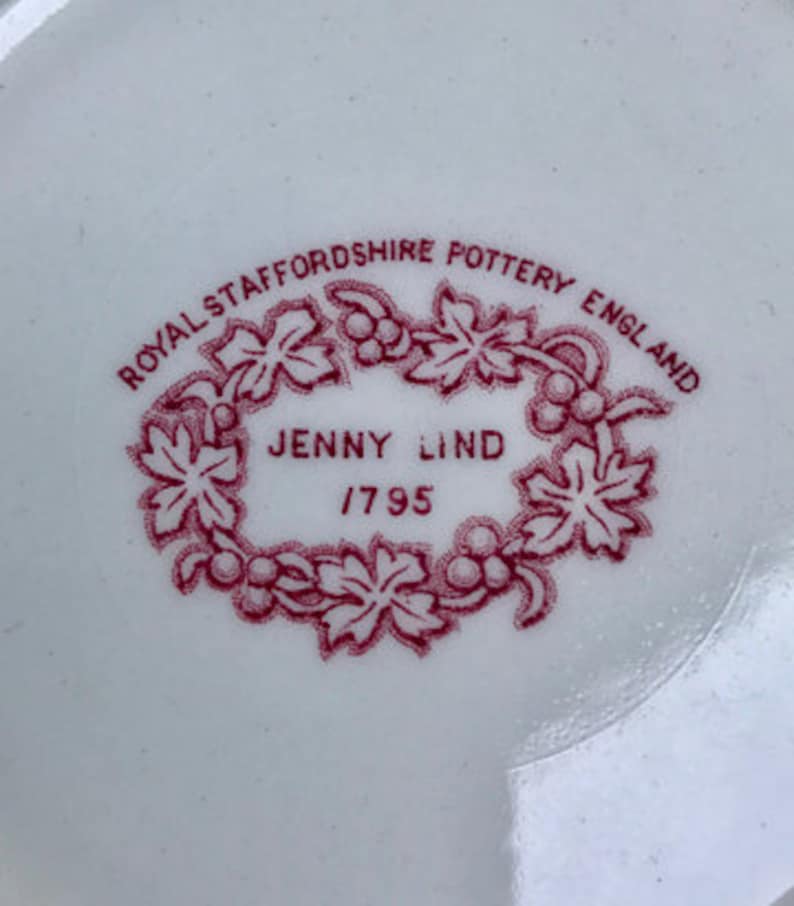 ROYAL STAFFORDSHIRE POTTERY ENGLAND
JENNY LIND
1795